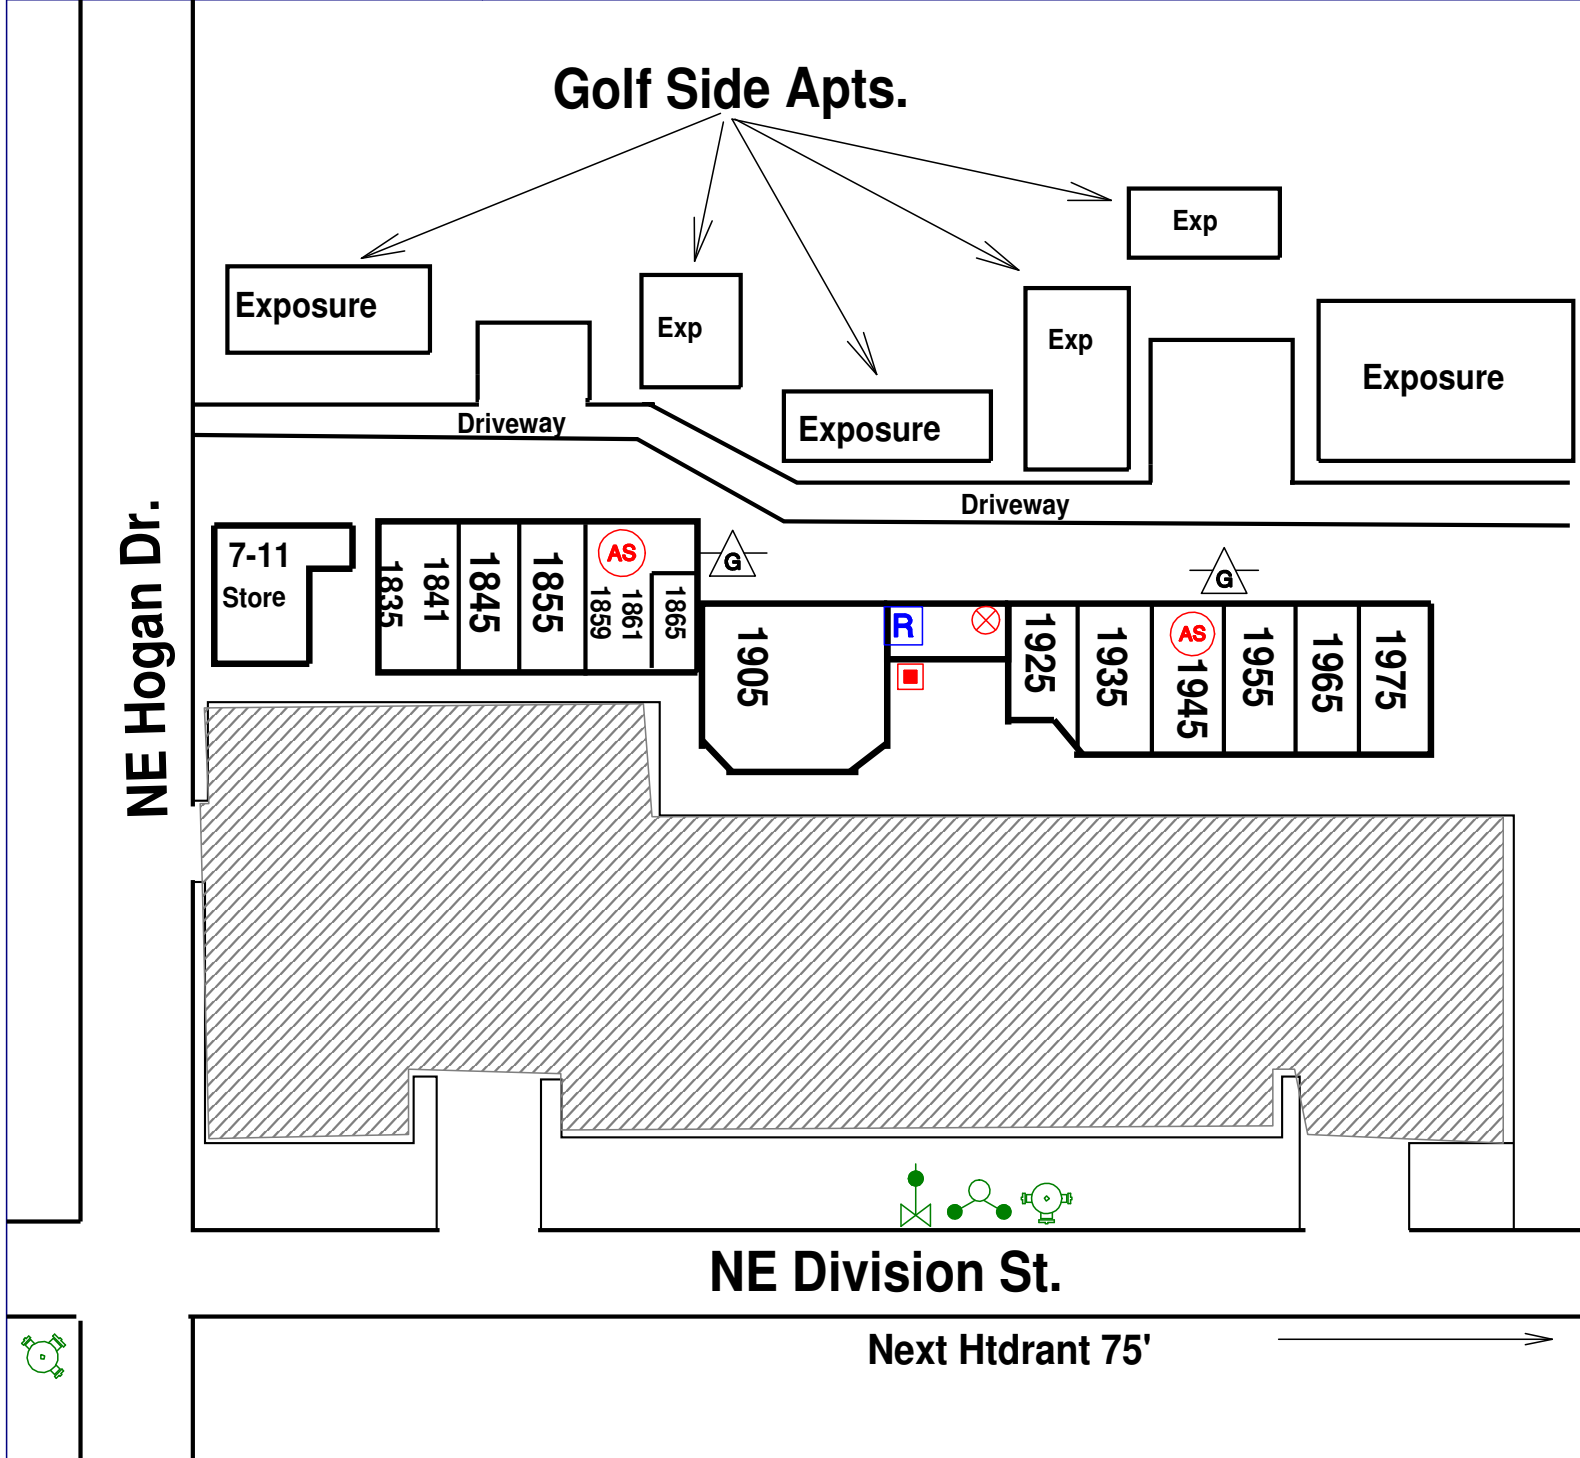 Golf Side Apts.
Exp
Exposure
Exp
Exp
Exposure
Exposure
Driveway
Driveway
NE Hogan Dr.
7-11
Store
1835
1841
1845
1855
AS
1859
1861
1865
G
1905
R
G
1925
1935
AS
1945
1955
1965
1975
NE Division St.
Next Htdrant 75'